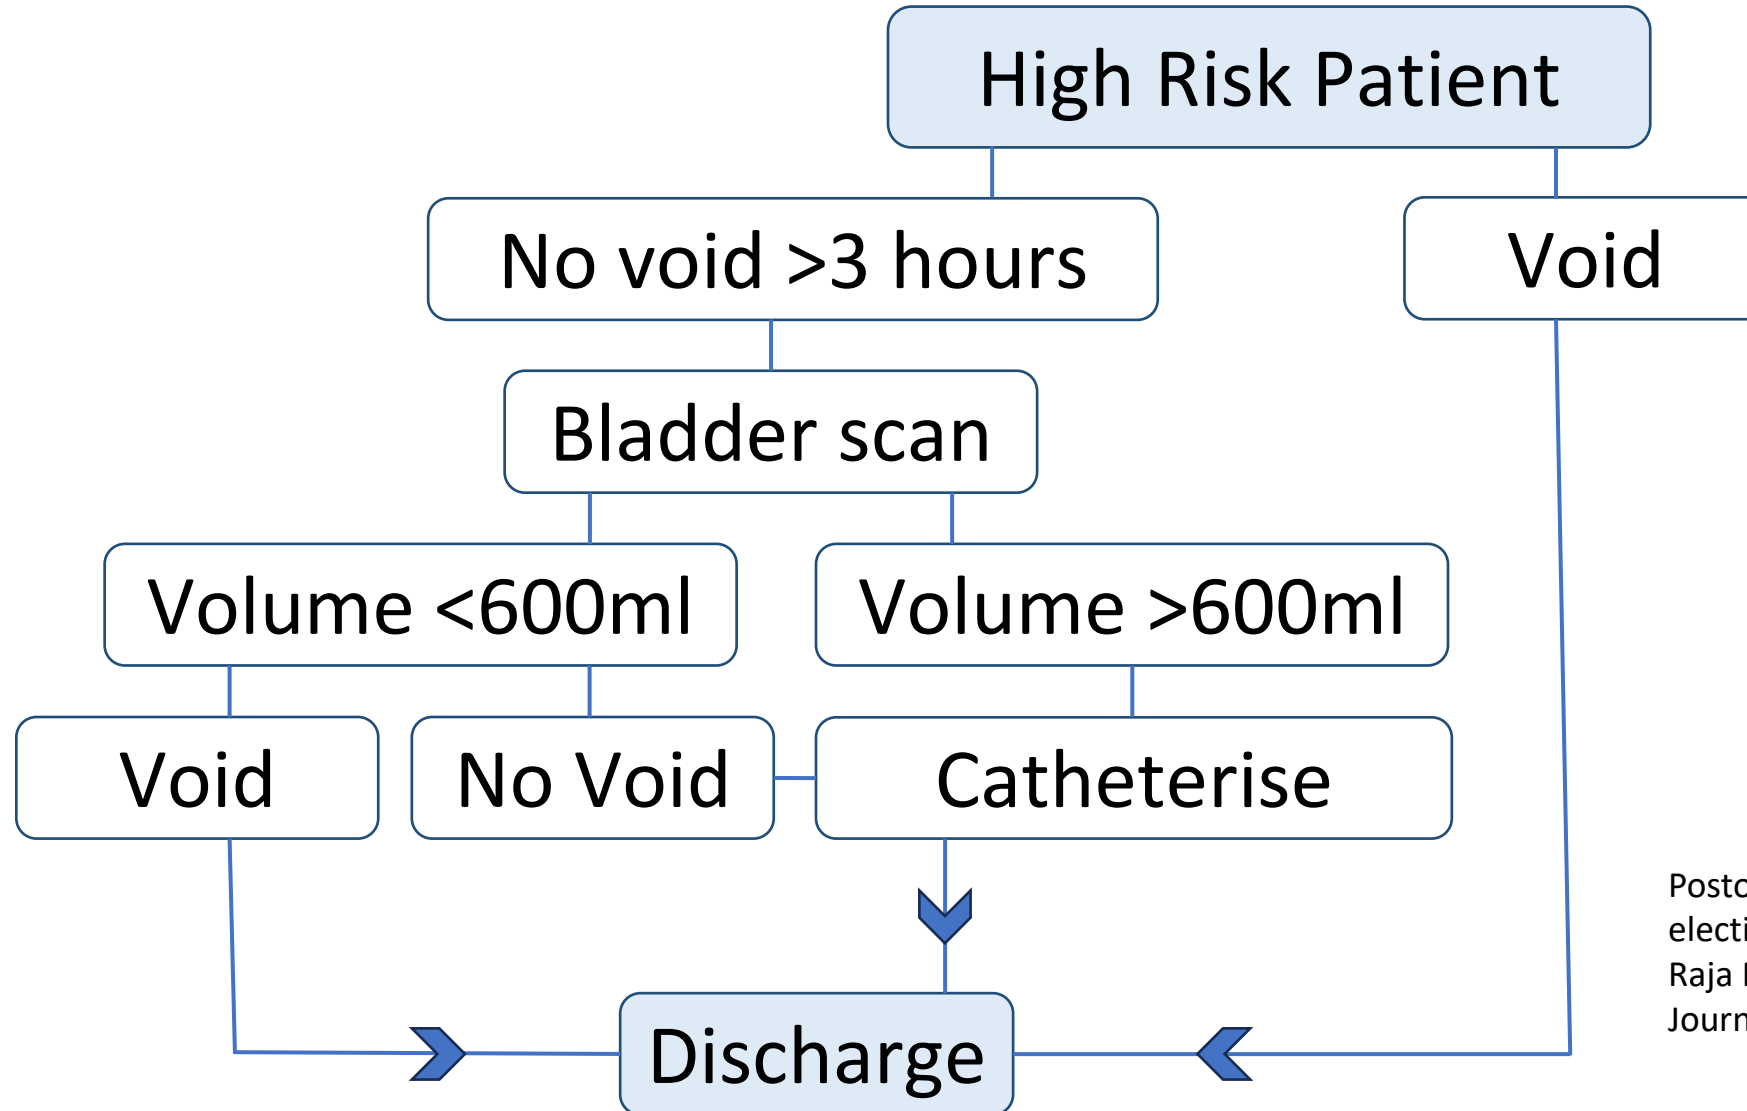 High Risk Patient
No void >3 hours
Void
Bladder scan
Volume <600ml
Volume >600ml
Void
No Void
Catheterise
Raja
Discharge